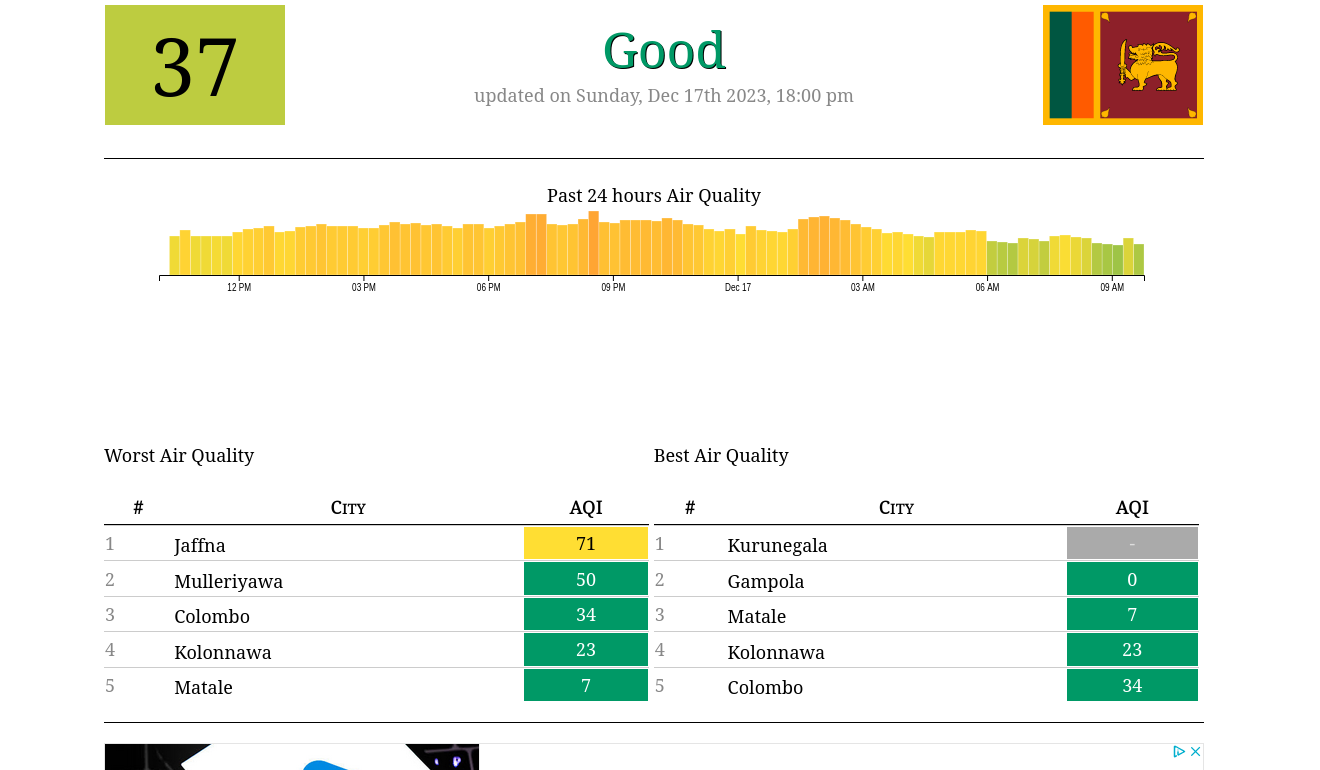 37
Good
updated on Sunday, Dec 17th 2023, 18:00 pm
Past 24 hours Air Quality
12 PM 03 PM 06 PM 09 PM Dec 17 03 AM 06 AM 09 AM
Worst Air Quality
# City AQI
1 Jaffna 71
2 Mulleriyawa 50
3 Colombo 34
4 Kolonnawa 23
5 Matale 7
Best Air Quality
# City AQI
1 Kurunegala -
2 Gampola 0
3 Matale 7
4 Kolonnawa 23
5 Colombo 34